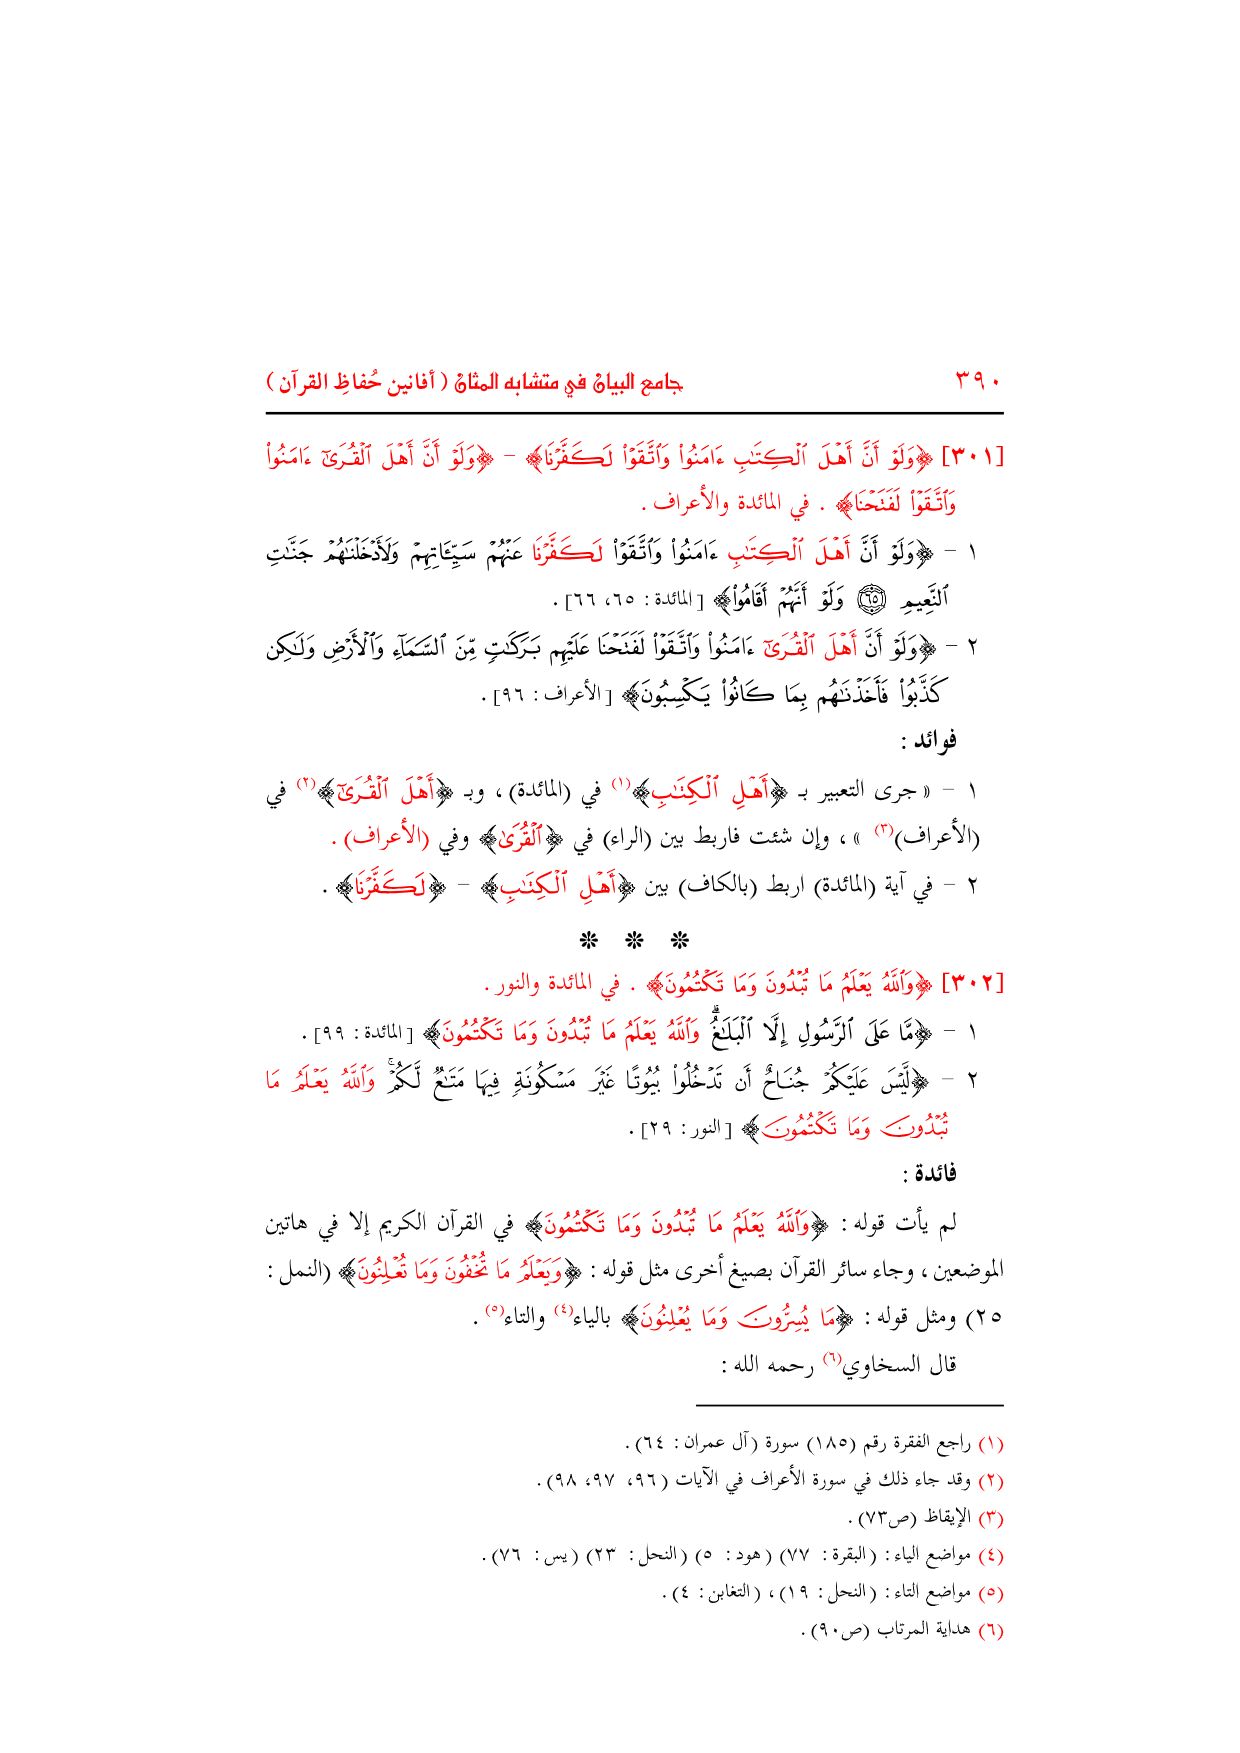 ٣٩٠ جامع البيان في متشابه المثان ( أفانين حُفاظِ القرآن )
[٣٠١] ﴿وَلَوْ أَنَّ أَهْلَ ٱلْكِتَٰبِ ءَامَنُوا۟ وَٱتَّقَوْا۟ لَكَفَّرْنَا﴾ – ﴿وَلَوْ أَنَّ أَهْلَ ٱلْقُرَىٰٓ ءَامَنُوا۟
وَٱتَّقَوْا۟ لَفَتَحْنَا﴾ . في المائدة والأعراف .
١ – ﴿وَلَوْ أَنَّ أَهْلَ ٱلْكِتَٰبِ ءَامَنُوا۟ وَٱتَّقَوْا۟ لَكَفَّرْنَا عَنْهُمْ سَيِّـَٔاتِهِمْ وَلَأَدْخَلْنَٰهُمْ جَنَّٰتِ
ٱلنَّعِيمِ ۝٦٥ وَلَوْ أَنَّهُمْ أَقَامُوا۟﴾ [المائدة : ٦٥، ٦٦] .
٢ – ﴿وَلَوْ أَنَّ أَهْلَ ٱلْقُرَىٰٓ ءَامَنُوا۟ وَٱتَّقَوْا۟ لَفَتَحْنَا عَلَيْهِم بَرَكَٰتٍ مِّنَ ٱلسَّمَآءِ وَٱلْأَرْضِ وَلَٰكِن
كَذَّبُوا۟ فَأَخَذْنَٰهُم بِمَا كَانُوا۟ يَكْسِبُونَ﴾ [الأعراف : ٩٦] .
فوائد :
١ – « جرى التعبير بـ ﴿أَهْلِ ٱلْكِتَٰبِ﴾(١) في (المائدة) ، وبـ ﴿أَهْلَ ٱلْقُرَىٰٓ﴾(٢) في
(الأعراف)(٣) » ، وإن شئت فاربط بين (الراء) في ﴿ٱلْقُرَىٰ﴾ وفي (الأعراف) .
٢ – في آية (المائدة) اربط (بالكاف) بين ﴿أَهْلِ ٱلْكِتَٰبِ﴾ – ﴿لَكَفَّرْنَا﴾ .
❊ ❊ ❊
[٣٠٢] ﴿وَٱللَّهُ يَعْلَمُ مَا تُبْدُونَ وَمَا تَكْتُمُونَ﴾ . في المائدة والنور .
١ – ﴿مَّا عَلَى ٱلرَّسُولِ إِلَّا ٱلْبَلَٰغُ ۗ وَٱللَّهُ يَعْلَمُ مَا تُبْدُونَ وَمَا تَكْتُمُونَ﴾ [المائدة : ٩٩] .
٢ – ﴿لَّيْسَ عَلَيْكُمْ جُنَاحٌ أَن تَدْخُلُوا۟ بُيُوتًا غَيْرَ مَسْكُونَةٍ فِيهَا مَتَٰعٌ لَّكُمْ ۚ وَٱللَّهُ يَعْلَمُ مَا
تُبْدُونَ وَمَا تَكْتُمُونَ﴾ [النور : ٢٩] .
فائدة :
لم يأت قوله : ﴿وَٱللَّهُ يَعْلَمُ مَا تُبْدُونَ وَمَا تَكْتُمُونَ﴾ في القرآن الكريم إلا في هاتين
الموضعين ، وجاء سائر القرآن بصيغ أخرى مثل قوله : ﴿وَيَعْلَمُ مَا تُخْفُونَ وَمَا تُعْلِنُونَ﴾ (النمل :
٢٥) ومثل قوله : ﴿مَا يُسِرُّونَ وَمَا يُعْلِنُونَ﴾ بالياء(٤) والتاء(٥) .
قال السخاوي(٦) رحمه الله :
(١) راجع الفقرة رقم (١٨٥) سورة (آل عمران : ٦٤) .
(٢) وقد جاء ذلك في سورة الأعراف في الآيات (٩٦، ٩٧، ٩٨) .
(٣) الإيقاظ (ص٧٣) .
(٤) مواضع الياء : (البقرة : ٧٧) (هود : ٥) (النحل : ٢٣) (يس : ٧٦) .
(٥) مواضع التاء : (النحل : ١٩) ، (التغابن : ٤) .
(٦) هداية المرتاب (ص٩٠) .